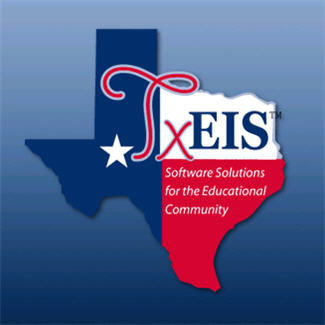 TxEIS™
Software Solutions
for the Educational
Community